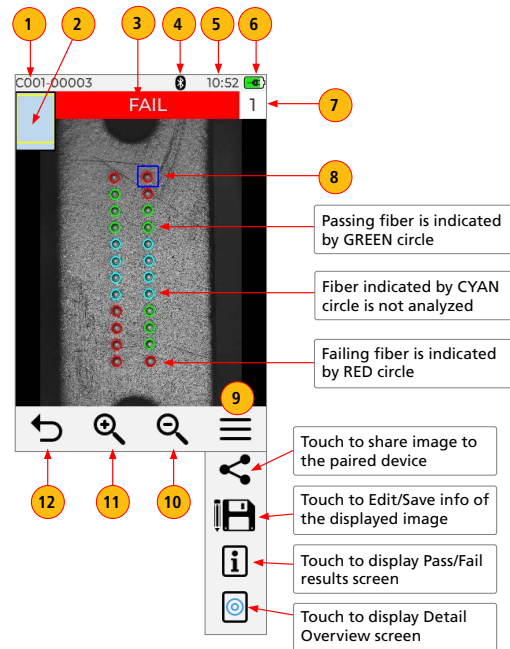 1
2
3
4
5
6
C001-00003
10:52
FAIL
1
7
8
Passing fiber is indicated
by GREEN circle
Fiber indicated by CYAN
circle is not analyzed
Failing fiber is indicated
by RED circle
9
12
11
10
Touch to share image to
the paired device
Touch to Edit/Save info of
the displayed image
Touch to display Pass/Fail
results screen
Touch to display Detail
Overview screen